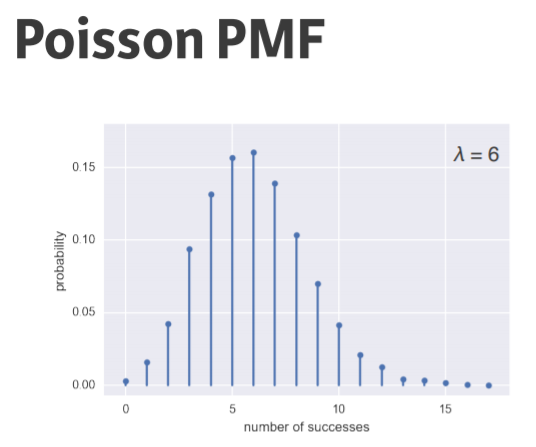 Poisson PMF
λ = 6
0.15
0.10
0.05
0.00
probability
0 5 10 15
number of successes